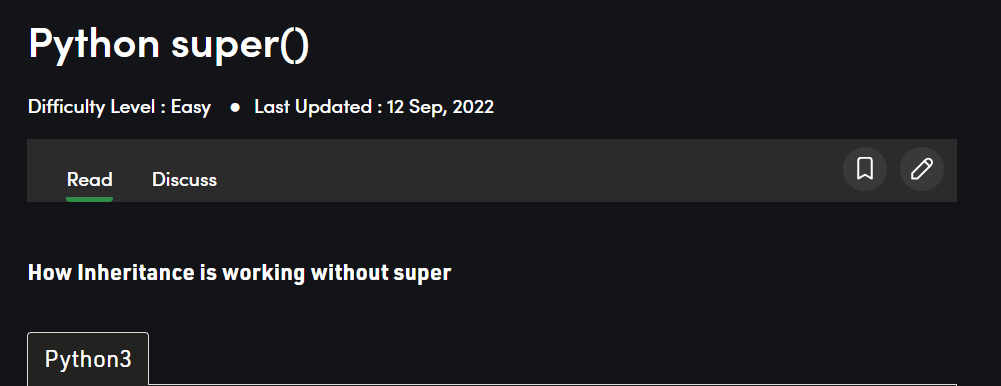 Python super()
Difficulty Level : Easy ● Last Updated : 12 Sep, 2022
Read Discuss
How Inheritance is working without super
Python3